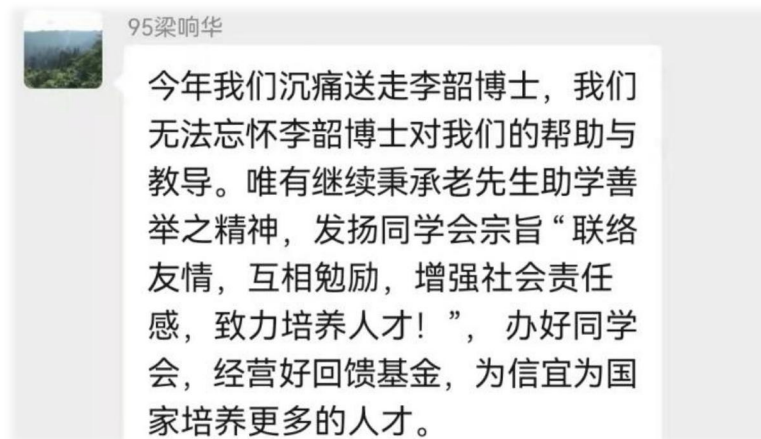 95梁响华
今年我们沉痛送走李韶博士，我们
无法忘怀李韶博士对我们的帮助与
教导。唯有继续秉承老先生助学善
举之精神，发扬同学会宗旨“联络
友情，互相勉励，增强社会责任
感，致力培养人才！”，办好同学
会，经营好回馈基金，为信宜为国
家培养更多的人才。